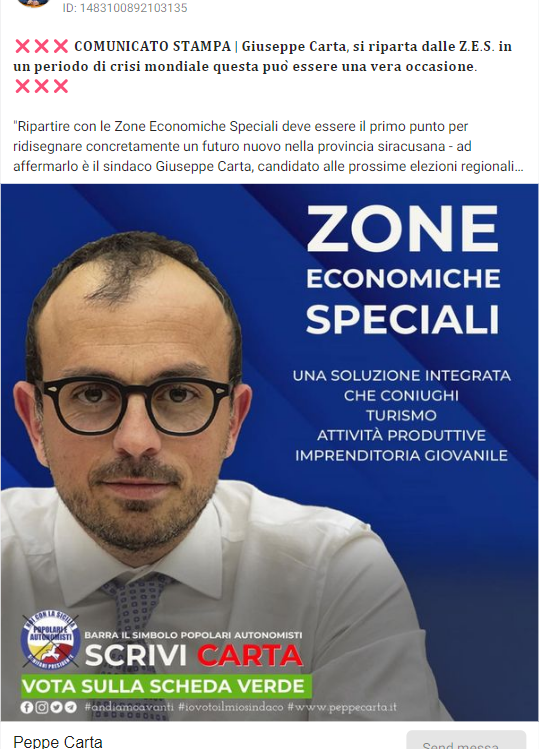 ID: 1483100892103135
❌❌❌ COMUNICATO STAMPA | Giuseppe Carta, si riparta dalle Z.E.S. in
un periodo di crisi mondiale questa può essere una vera occasione.
❌❌❌
"Ripartire con le Zone Economiche Speciali deve essere il primo punto per
ridisegnare concretamente un futuro nuovo nella provincia siracusana - ad
affermarlo è il sindaco Giuseppe Carta, candidato alle prossime elezioni regionali...
ZONE
ECONOMICHE
SPECIALI
UNA SOLUZIONE INTEGRATA
CHE CONIUGHI
TURISMO
ATTIVITÀ PRODUTTIVE
IMPRENDITORIA GIOVANILE
POPOLARI E
AUTONOMISTI
BARRA IL SIMBOLO POPOLARI AUTONOMISTI
SCRIVI CARTA
VOTA SULLA SCHEDA VERDE
#andiamoavanti #iovotoilmiosindaco #www.peppecarta.it
Peppe Carta
Send messa...